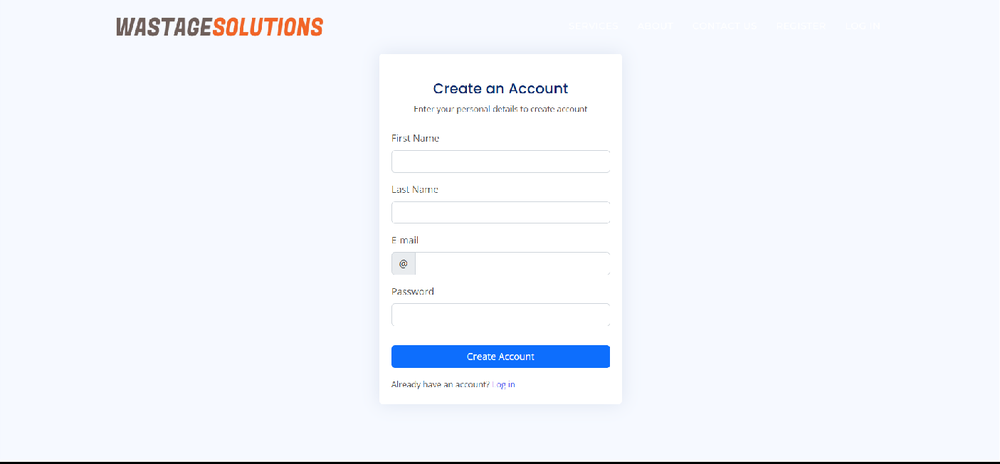 WASTAGESOLUTIONS
SERVICES ABOUT CONTACT US REGISTER LOG IN
Create an Account
Enter your personal details to create account
First Name
Last Name
E-mail
@
Password
Create Account
Already have an account? Log in